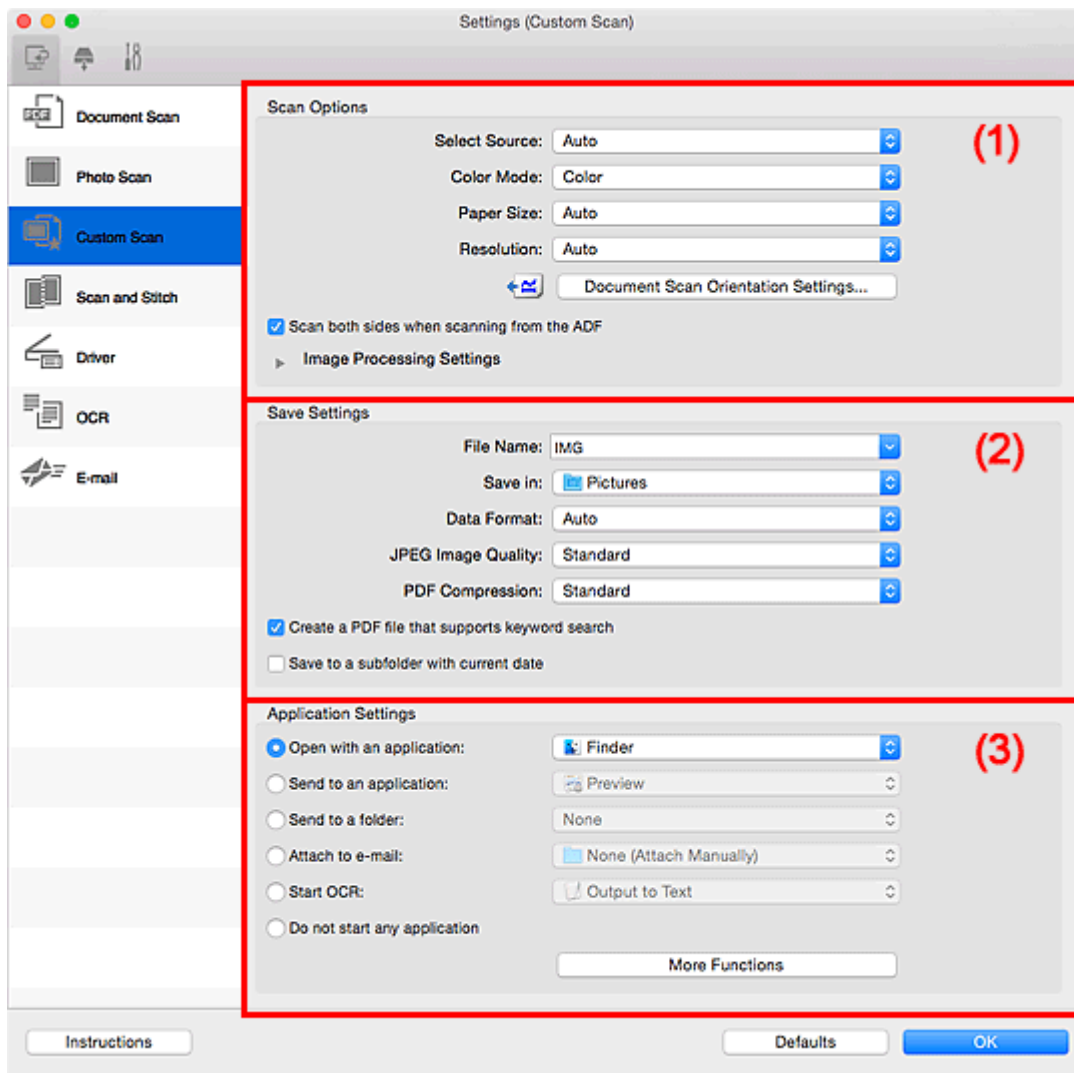 Settings (Custom Scan)
Document Scan
Photo Scan
Custom Scan
Scan and Stitch
Driver
OCR
E-mail
Scan Options
(1)
Select Source: Auto
Color Mode: Color
Paper Size: Auto
Resolution: Auto
Document Scan Orientation Settings...
Scan both sides when scanning from the ADF
Image Processing Settings
Save Settings
(2)
File Name: IMG
Save in: Pictures
Data Format: Auto
JPEG Image Quality: Standard
PDF Compression: Standard
Create a PDF file that supports keyword search
Save to a subfolder with current date
Application Settings
(3)
Open with an application: Finder
Send to an application: Preview
Send to a folder: None
Attach to e-mail: None (Attach Manually)
Start OCR: Output to Text
Do not start any application
More Functions
Instructions
Defaults
OK